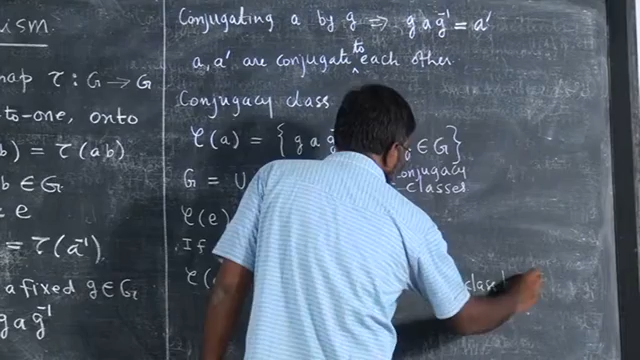 ism
map τ : G → G
to-one, onto
b) = τ(ab)
b ∈ G
: e
= τ(a⁻¹)
a fixed g ∈ G
g a g⁻¹
Conjugating a by g ⇒ g a g⁻¹ = a'
a, a' are conjugate to each other.
Conjugacy class
𝒞(a) = { g a g ∈ G }
G = ∪ conjugacy classes
𝒞(e)
If
𝒞(a
class